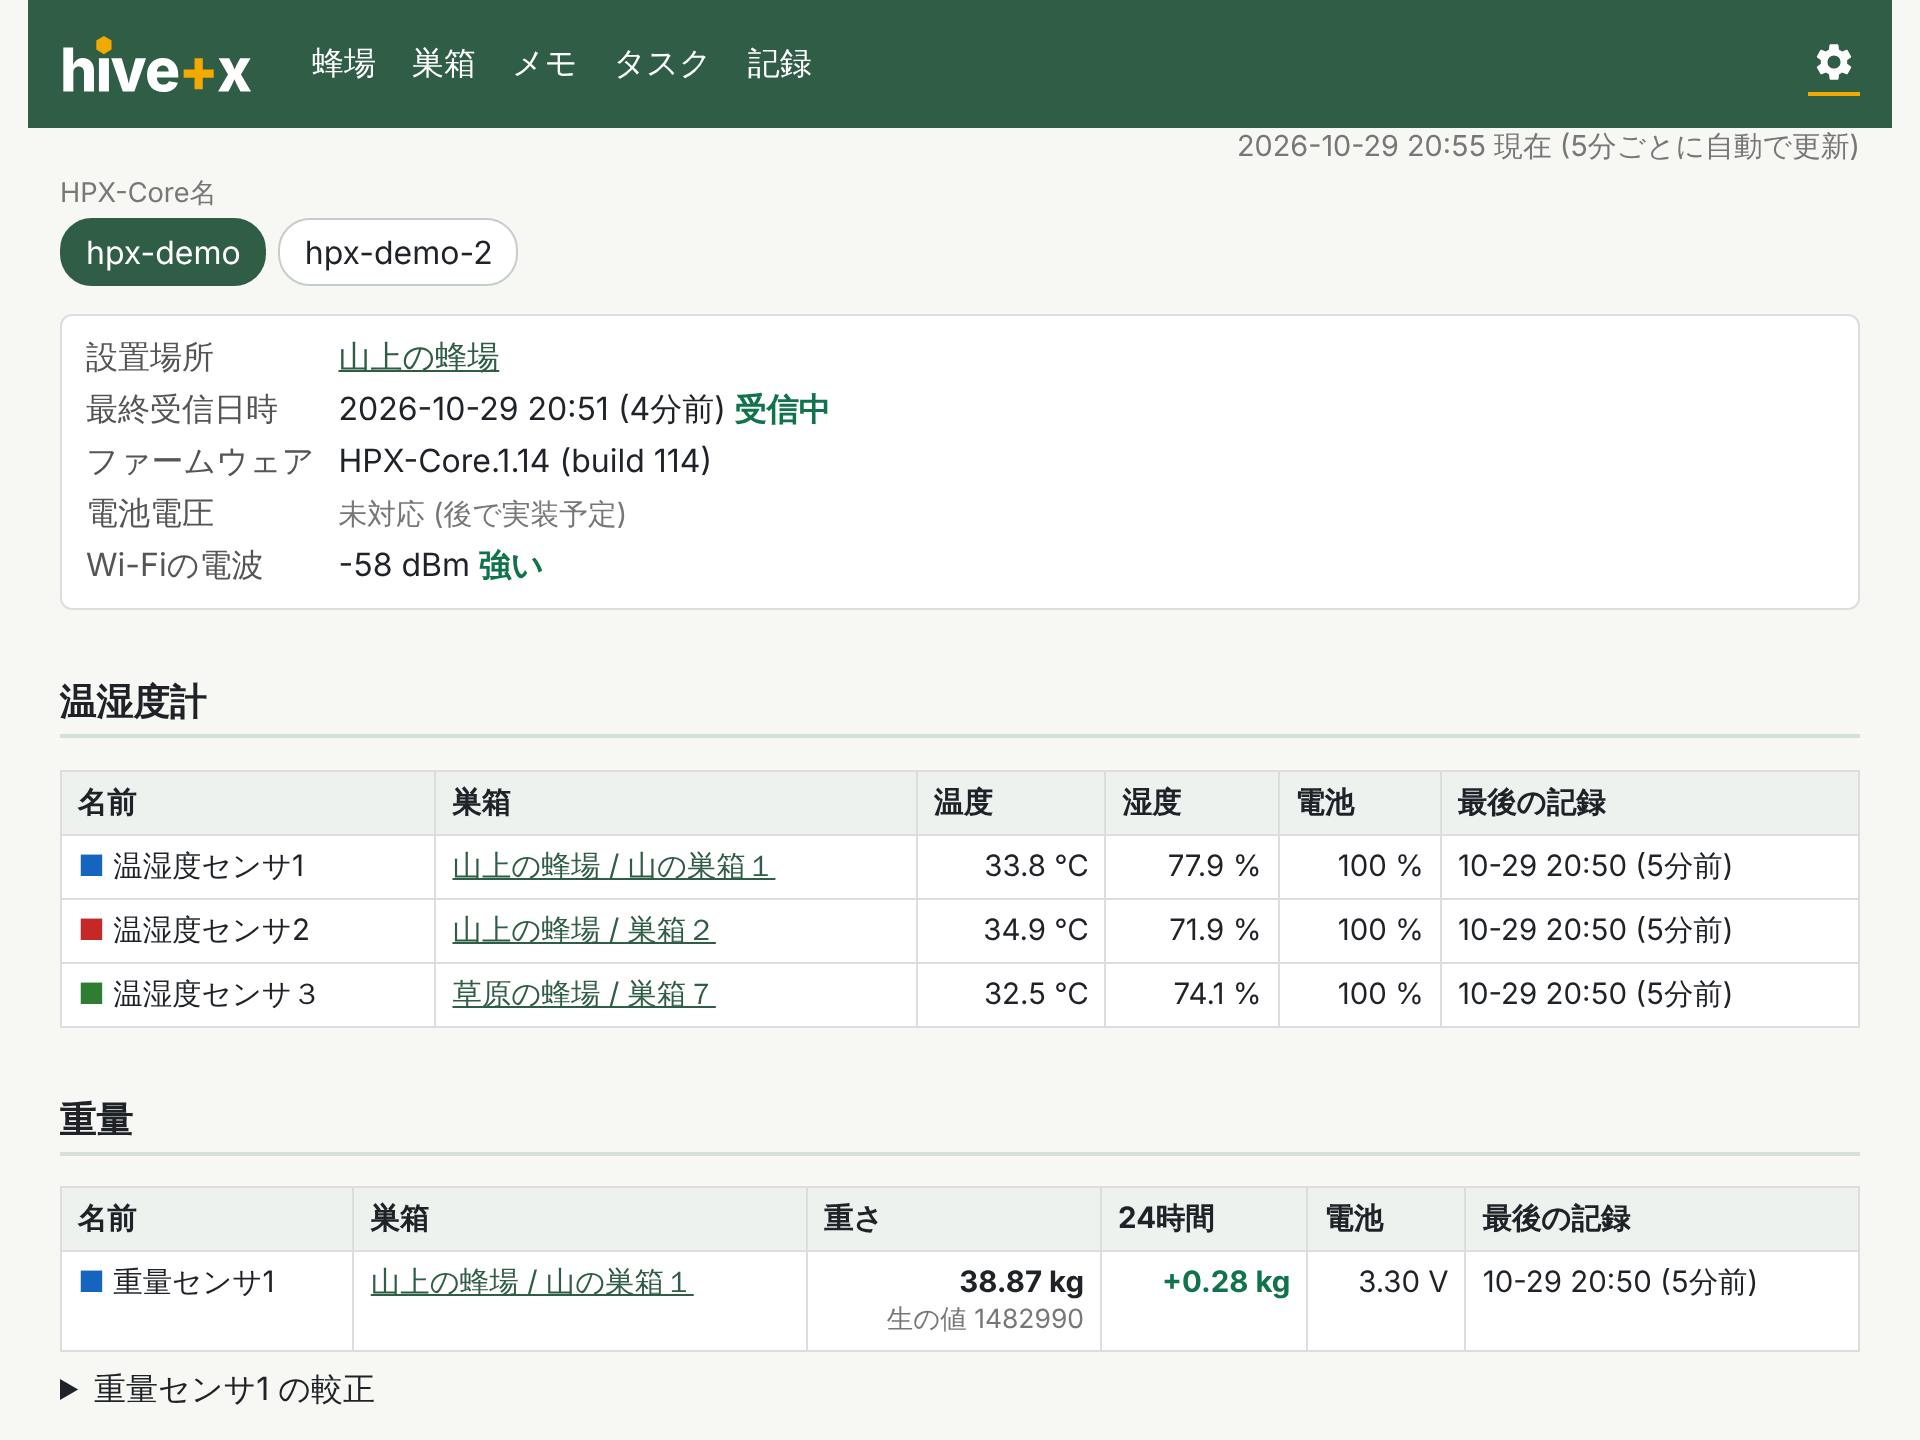 hive+x 蜂場 巣箱 メモ タスク 記録
2026-10-29 20:55 現在 (5分ごとに自動で更新)
HPX-Core名
hpx-demo hpx-demo-2
設置場所 山上の蜂場
最終受信日時 2026-10-29 20:51 (4分前) 受信中
ファームウェア HPX-Core.1.14 (build 114)
電池電圧 未対応 (後で実装予定)
Wi-Fiの電波 -58 dBm 強い
温湿度計
名前 巣箱 温度 湿度 電池 最後の記録
温湿度センサ1 山上の蜂場 / 山の巣箱１ 33.8 °C 77.9 % 100 % 10-29 20:50 (5分前)
温湿度センサ2 山上の蜂場 / 巣箱２ 34.9 °C 71.9 % 100 % 10-29 20:50 (5分前)
温湿度センサ３ 草原の蜂場 / 巣箱７ 32.5 °C 74.1 % 100 % 10-29 20:50 (5分前)
重量
名前 巣箱 重さ 24時間 電池 最後の記録
重量センサ1 山上の蜂場 / 山の巣箱１ 38.87 kg +0.28 kg 3.30 V 10-29 20:50 (5分前)
生の値 1482990
▶ 重量センサ1 の較正